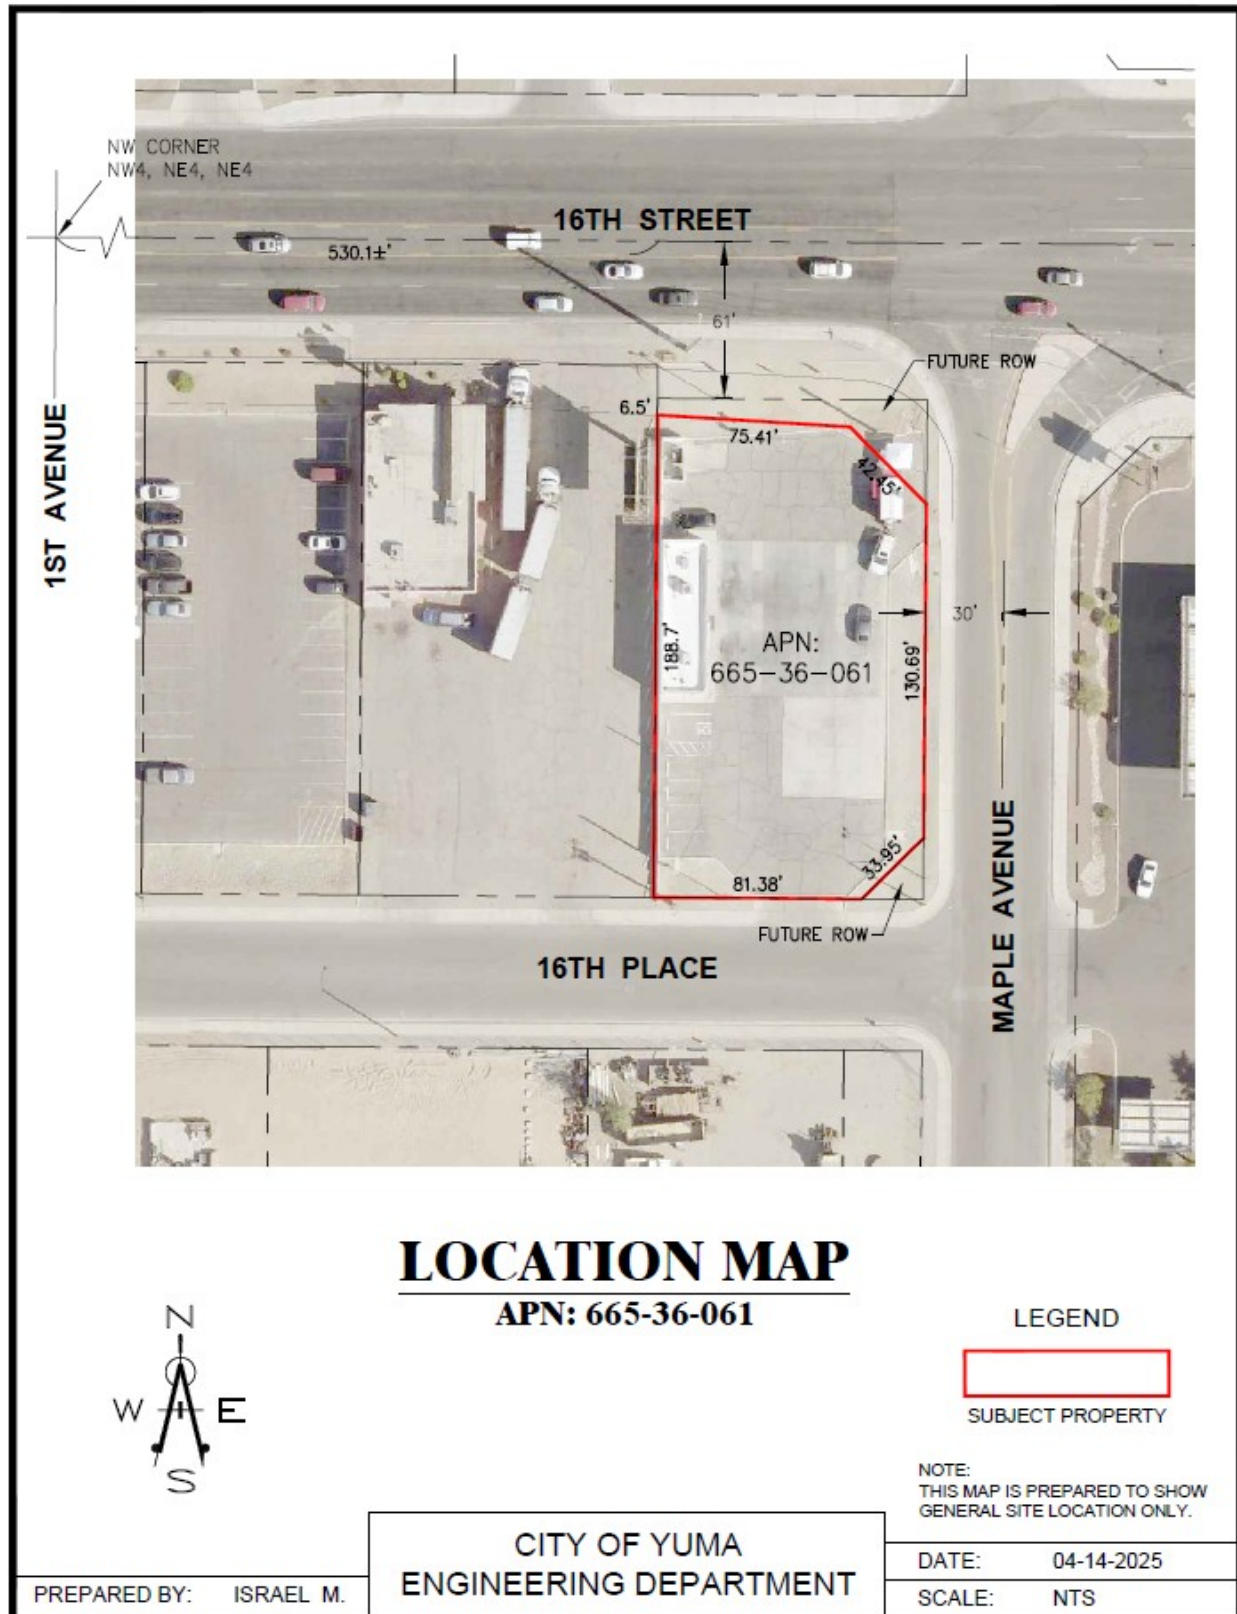 NW CORNER
NW4, NE4, NE4
16TH STREET
530.1±'
61'
FUTURE ROW
1ST AVENUE
6.5'
75.41'
42.45'
30'
APN:
665-36-061
188.7'
130.69'
33.95'
81.38'
FUTURE ROW
16TH PLACE
MAPLE AVENUE
LOCATION MAP
APN: 665-36-061
N
W E
S
LEGEND
SUBJECT PROPERTY
NOTE:
THIS MAP IS PREPARED TO SHOW
GENERAL SITE LOCATION ONLY.
CITY OF YUMA
ENGINEERING DEPARTMENT
DATE: 04-14-2025
PREPARED BY: ISRAEL M.
SCALE: NTS